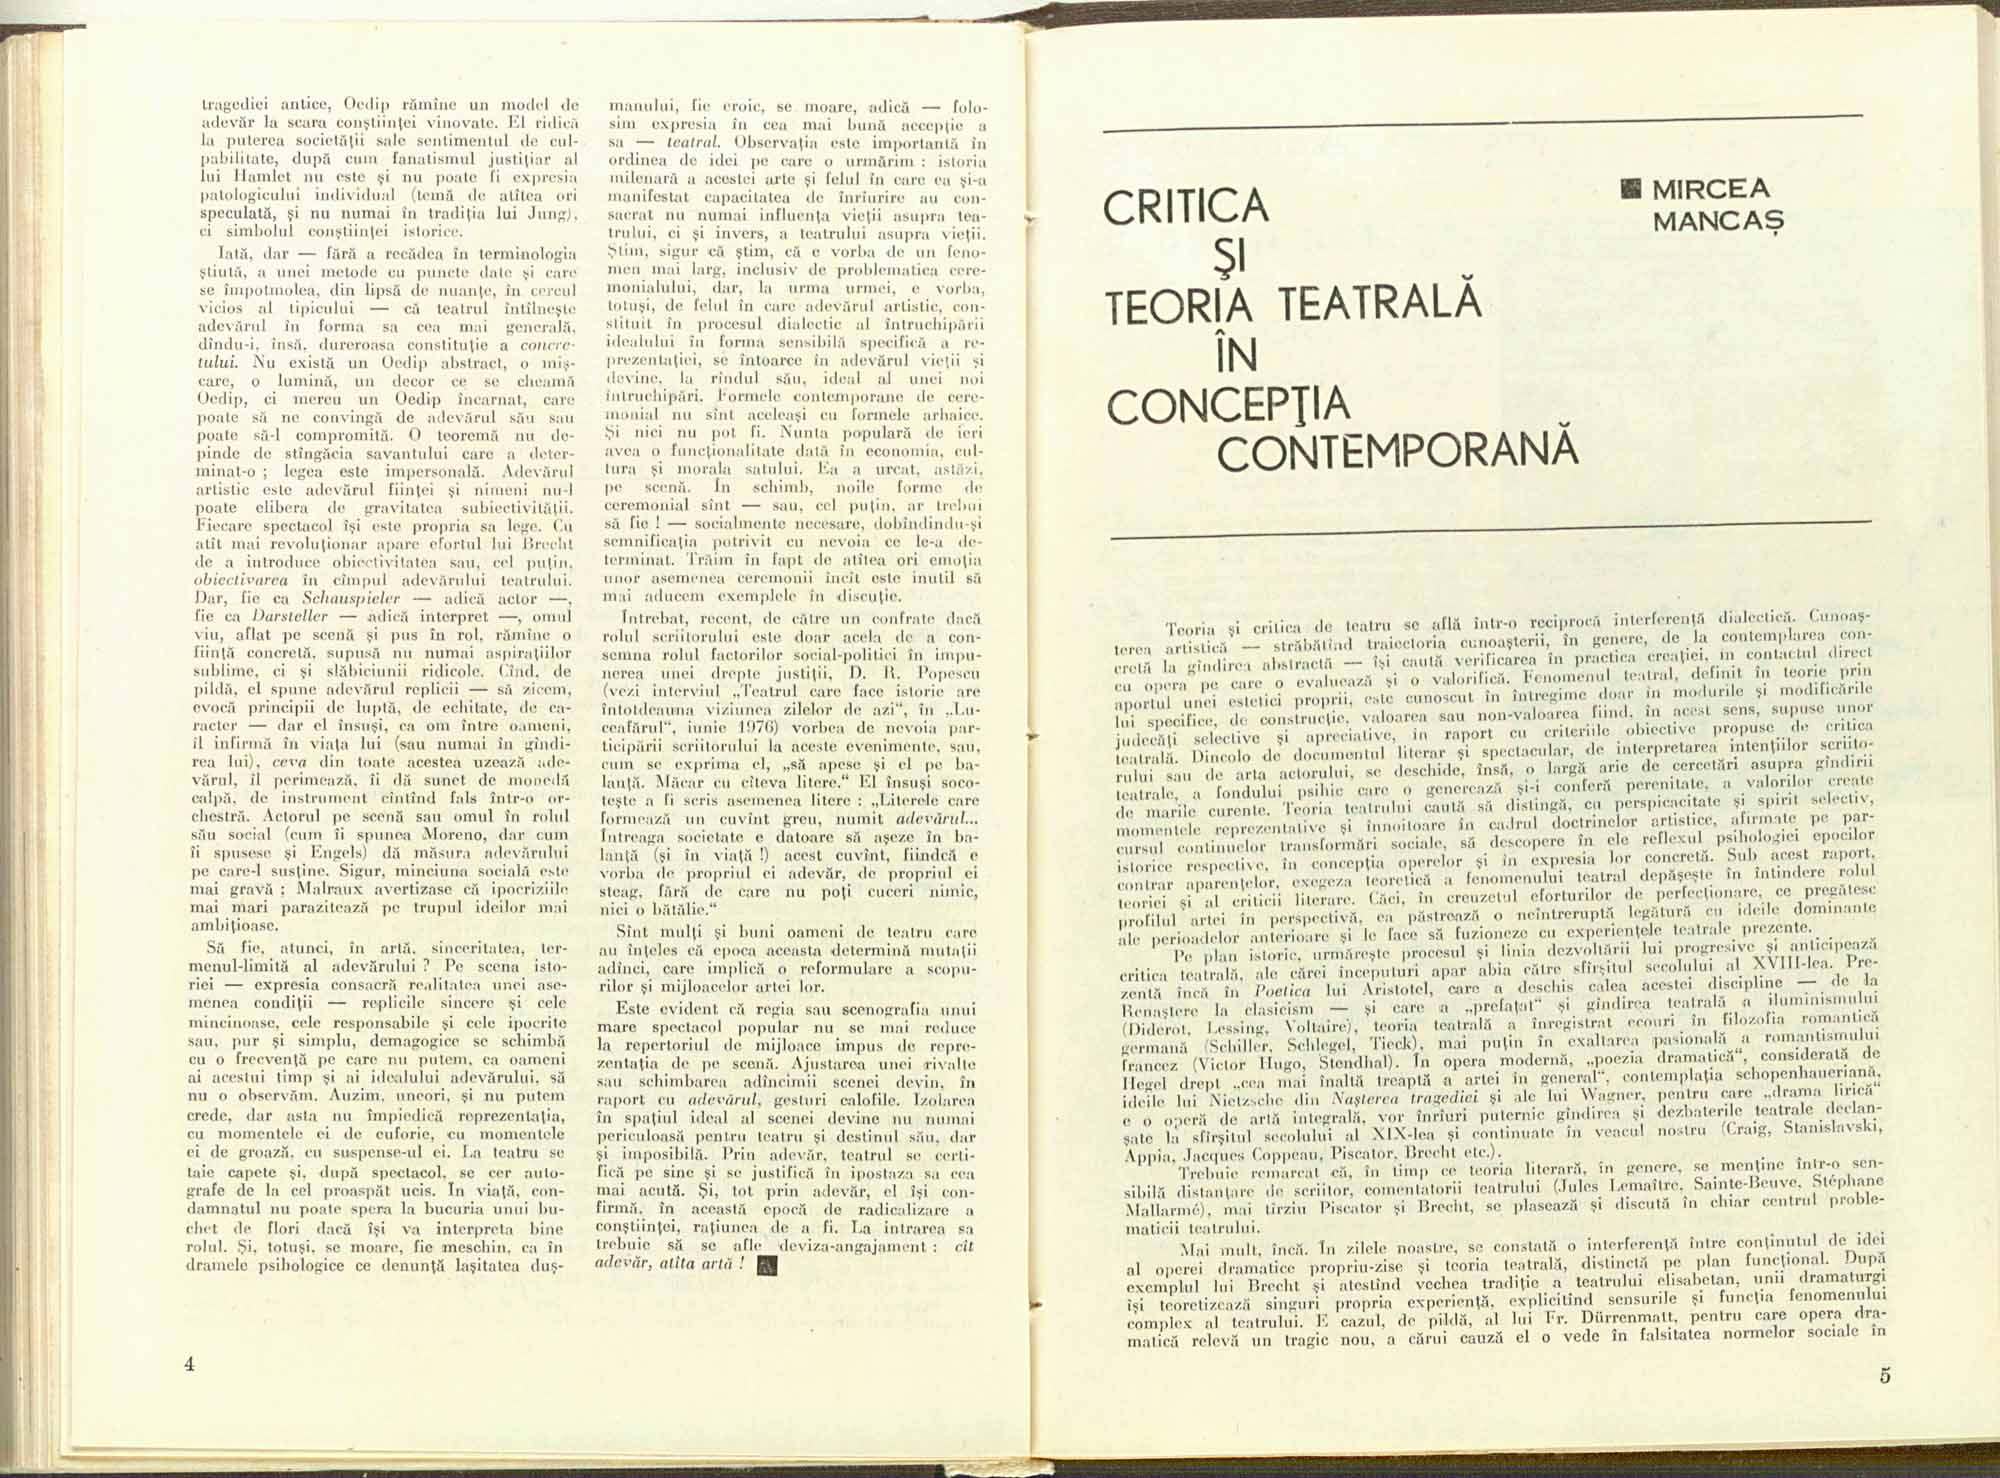 tragediei antice, Oedip rămîne un model de
adevăr la scara conştiinţei vinovate. El ridică
la puterea societăţii sale sentimentul de cul-
pabilitate, după cum fanatismul justiţiar al
lui Hamlet nu este şi nu poate fi expresia
patologicului individual (temă de atîtea ori
speculată, şi nu numai în tradiţia lui Jung),
ci simbolul conştiinţei istorice.
Iată, dar — fără a recădea în terminologia
ştiută, a unei metode cu puncte date şi care
se împotmolea, din lipsă de nuanţe, în cercul
vicios al tipicului — că teatrul întîlneşte
adevărul în forma sa cea mai generală,
dîndu-i, însă, dureroasa constituţie a concre-
tului. Nu există un Oedip abstract, o miş-
care, o lumină, un decor ce se cheamă
Oedip, ci mereu un Oedip încarnat, care
poate să ne convingă de adevărul său sau
poate să-l compromită. O teoremă nu de-
pinde de stîngăcia savantului care a deter-
minat-o ; legea este impersonală. Adevărul
artistic este adevărul fiinţei şi nimeni nu-l
poate elibera de gravitatea subiectivităţii.
Fiecare spectacol îşi este propria sa lege. Cu
atît mai revoluţionar apare efortul lui Brecht
de a introduce obiectivitatea sau, cel puţin,
obiectivarea în cîmpul adevărului teatrului.
Dar, fie ca Schauspieler — adică actor —,
fie ca Darsteller — adică interpret —, omul
viu, aflat pe scenă şi pus în rol, rămîne o
fiinţă concretă, supusă nu numai aspiraţiilor
sublime, ci şi slăbiciunii ridicole. Cînd, de
pildă, el spune adevărul replicii — să zicem,
evocă principii de luptă, de echitate, de ca-
racter — dar el însuşi, ca om între oameni,
îl infirmă în viaţa lui (sau numai în gîndi-
rea lui), ceva din toate acestea uzează ade-
vărul, îl perimează, îi dă sunet de monedă
calpă, de instrument cîntînd fals într-o or-
chestră. Actorul pe scenă sau omul în rolul
său social (cum îi spunea Moreno, dar cum
îi spusese şi Engels) dă măsura adevărului
pe care-l susţine. Sigur, minciuna socială este
mai gravă ; Malraux avertizase că ipocriziile
mai mari parazitează pe trupul ideilor mai
ambiţioase.
Să fie, atunci, în artă, sinceritatea, ter-
menul-limită al adevărului ? Pe scena isto-
riei — expresia consacră realitatea unei ase-
menea condiţii — replicile sincere şi cele
mincinoase, cele responsabile şi cele ipocrite
sau, pur şi simplu, demagogice se schimbă
cu o frecvenţă pe care nu putem, ca oameni
ai acestui timp şi ai idealului adevărului, să
nu o observăm. Auzim, uneori, şi nu putem
crede, dar asta nu împiedică reprezentaţia,
cu momentele ei de euforie, cu momentele
ei de groază, cu suspense-ul ei. La teatru se
taie capete şi, după spectacol, se cer auto-
grafe de la cel proaspăt ucis. În viaţă, con-
damnatul nu poate spera la bucuria unui bu-
chet de flori dacă îşi va interpreta bine
rolul. Şi, totuşi, se moare, fie meschin, ca în
dramele psihologice ce denunţă laşitatea duş-
4
manului, fie eroic, se moare, adică — folo-
sim expresia în cea mai bună accepţie a
sa — teatral. Observaţia este importantă în
ordinea de idei pe care o urmărim : istoria
milenară a acestei arte şi felul în care ea şi-a
manifestat capacitatea de înrîurire au con-
sacrat nu numai influenţa vieţii asupra tea-
trului, ci şi invers, a teatrului asupra vieţii.
Ştim, sigur că ştim, că e vorba de un feno-
men mai larg, inclusiv de problematica cere-
monialului, dar, la urma urmei, e vorba,
totuşi, de felul în care adevărul artistic, con-
stituit în procesul dialectic al întruchipării
idealului în forma sensibilă specifică a re-
prezentaţiei, se întoarce în adevărul vieţii şi
devine, la rîndul său, ideal al unei noi
întruchipări. Formele contemporane de cere-
monial nu sînt aceleaşi cu formele arhaice.
Şi nici nu pot fi. Nunta populară de ieri
avea o funcţionalitate dată în economia, cul-
tura şi morala satului. Ea a urcat, astăzi,
pe scenă. În schimb, noile forme de
ceremonial sînt — sau, cel puţin, ar trebui
să fie ! — socialmente necesare, dobîndindu-şi
semnificaţia potrivit cu nevoia ce le-a de-
terminat. Trăim în fapt de atîtea ori emoţia
unor asemenea ceremonii încît este inutil să
mai aducem exemplele în discuţie.
Întrebat, recent, de către un confrate dacă
rolul scriitorului este doar acela de a con-
semna rolul factorilor social-politici în impu-
nerea unei drepte justiţii, D. R. Popescu
(vezi interviul „Teatrul care face istorie are
întotdeauna viziunea zilelor de azi“, în „Lu-
ceafărul“, iunie 1976) vorbea de nevoia par-
ticipării scriitorului la aceste evenimente, sau,
cum se exprima el, „să apese şi el pe ba-
lanţă. Măcar cu cîteva litere.“ El însuşi soco-
teşte a fi scris asemenea litere : „Literele care
formează un cuvînt greu, numit adevărul...
Întreaga societate e datoare să aşeze în ba-
lanţă (şi în viaţă !) acest cuvînt, fiindcă e
vorba de propriul ei adevăr, de propriul ei
steag, fără de care nu poţi cuceri nimic,
nici o bătălie.“
Sînt mulţi şi buni oameni de teatru care
au înţeles că epoca aceasta determină mutaţii
adînci, care implică o reformulare a scopu-
rilor şi mijloacelor artei lor.
Este evident că regia sau scenografia unui
mare spectacol popular nu se mai reduce
la repertoriul de mijloace impus de repre-
zentaţia de pe scenă. Ajustarea unei rivalte
sau schimbarea adîncimii scenei devin, în
raport cu adevărul, gesturi calofile. Izolarea
în spaţiul ideal al scenei devine nu numai
periculoasă pentru teatru şi destinul său, dar
şi imposibilă. Prin adevăr, teatrul se certi-
fică pe sine şi se justifică în ipostaza sa cea
mai acută. Şi, tot prin adevăr, el îşi con-
firmă, în această epocă de radicalizare a
conştiinţei, raţiunea de a fi. La intrarea sa
trebuie să se afle deviza-angajament : cît
adevăr, atîta artă !
CRITICA
ŞI
TEORIA TEATRALĂ
ÎN
CONCEPŢIA
CONTEMPORANĂ
MIRCEA
MANCAŞ
Teoria şi critica de teatru se află într-o reciprocă interferenţă dialectică. Cunoaş-
terea artistică — străbătînd traiectoria cunoaşterii, în genere, de la contemplarea con-
cretă la gîndirea abstractă — îşi caută verificarea în practica creaţiei, în contactul direct
cu opera pe care o evaluează şi o valorifică. Fenomenul teatral, definit în teorie prin
aportul unei estetici proprii, este cunoscut în întregime doar în modurile şi modificările
lui specifice, de construcţie, valoarea sau non-valoarea fiind, în acest sens, supuse unor
judecăţi selective şi apreciative, în raport cu criteriile obiective propuse de critica
teatrală. Dincolo de documentul literar şi spectacular, de interpretarea intenţiilor scriito-
rului sau de arta actorului, se deschide, însă, o largă arie de cercetări asupra gîndirii
teatrale, a fondului psihic care o generează şi-i conferă perenitate, a valorilor create
de marile curente. Teoria teatrului caută să distingă, cu perspicacitate şi spirit selectiv,
momentele reprezentative şi înnoitoare în cadrul doctrinelor artistice, afirmate pe par-
cursul continuelor transformări sociale, să descopere în ele reflexul psihologiei epocilor
istorice respective, în concepţia operelor şi în expresia lor concretă. Sub acest raport,
contrar aparenţelor, exegeza teoretică a fenomenului teatral depăşeşte în întindere rolul
teoriei şi al criticii literare. Căci, în creuzetul eforturilor de perfecţionare, ce pregătesc
profilul artei în perspectivă, ea păstrează o neîntreruptă legătură cu ideile dominante
ale perioadelor anterioare şi le face să fuzioneze cu experienţele teatrale prezente.
Pe plan istoric, urmăreşte procesul şi linia dezvoltării lui progresive şi anticipează
critica teatrală, ale cărei începuturi apar abia către sfîrşitul secolului al XVIII-lea. Pre-
zentă încă în Poetica lui Aristotel, care a deschis calea acestei discipline — de la
Renaştere la clasicism — şi care a „prefaţat“ şi gîndirea teatrală a iluminismului
(Diderot, Lessing, Voltaire), teoria teatrală a înregistrat ecouri în filozofia romantică
germană (Schiller, Schlegel, Tieck), mai puţin în exaltarea pasională a romantismului
francez (Victor Hugo, Stendhal). În opera modernă, „poezia dramatică“, considerată de
Hegel drept „cea mai înaltă treaptă a artei în general“, contemplaţia schopenhaueriană,
ideile lui Nietzsche din Naşterea tragediei şi ale lui Wagner, pentru care „drama lirică“
e o operă de artă integrală, vor înrîuri puternic gîndirea şi dezbaterile teatrale declan-
şate la sfîrşitul secolului al XIX-lea şi continuate în veacul nostru (Craig, Stanislavski,
Appia, Jacques Coppeau, Piscator, Brecht etc.).
Trebuie remarcat că, în timp ce teoria literară, în genere, se menţine într-o sen-
sibilă distanţare de scriitor, comentatorii teatrului (Jules Lemaître, Sainte-Beuve, Stéphane
Mallarmé), mai tîrziu Piscator şi Brecht, se plasează şi discută în chiar centrul proble-
maticii teatrului.
Mai mult, încă. În zilele noastre, se constată o interferenţă între conţinutul de idei
al operei dramatice propriu-zise şi teoria teatrală, distinctă pe plan funcţional. După
exemplul lui Brecht şi atestînd vechea tradiţie a teatrului elisabetan, unii dramaturgi
îşi teoretizează singuri propria experienţă, explicitînd sensurile şi funcţia fenomenului
complex al teatrului. E cazul, de pildă, al lui Fr. Dürrenmatt, pentru care opera dra-
matică relevă un tragic nou, a cărui cauză el o vede în falsitatea normelor sociale în
5